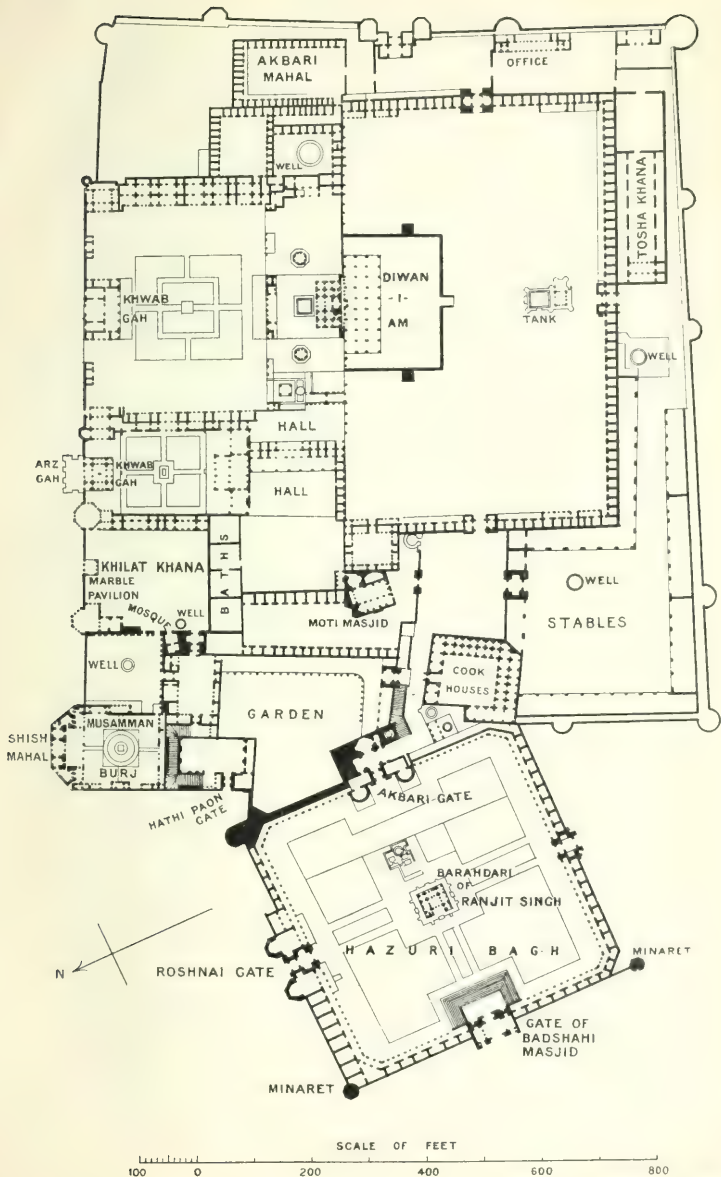 AKBARI
MAHAL
OFFICE
WELL
TOSHA KHANA
KHWAB
GAH
DIWAN
-I-
AM
TANK
WELL
HALL
ARZ
GAH
KHWAB
GAH
HALL
KHILAT KHANA
MARBLE
PAVILION
MOSQUE
WELL
BATHS
MOTI MASJID
WELL
STABLES
COOK
HOUSES
WELL
GARDEN
SHISH
MAHAL
MUSAMMAN
BURJ
HATHI PAON
GATE
AKBARI-GATE
BARAHDARI
OF
RANJIT SINGH
N
HAZURI BAGH
ROSHNAI GATE
MINARET
GATE OF
BADSHAHI
MASJID
MINARET
SCALE OF FEET
100 0 200 400 600 800